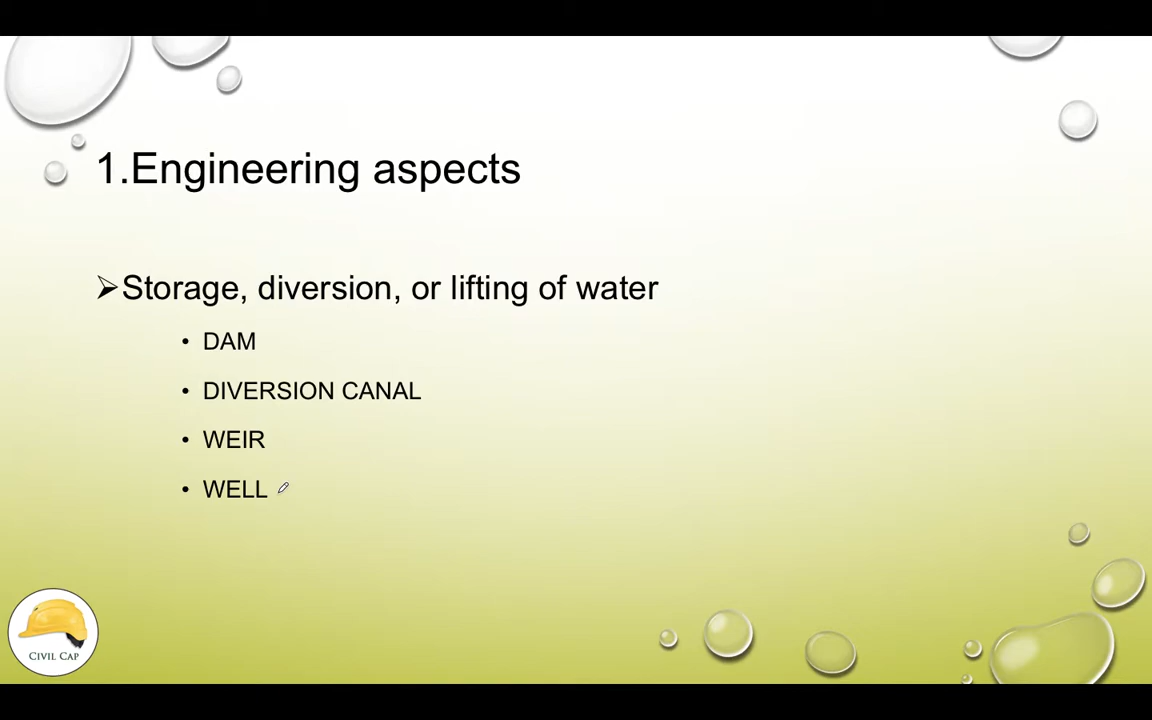 1.Engineering aspects
➢Storage, diversion, or lifting of water
• DAM
• DIVERSION CANAL
• WEIR
• WELL
CIVIL CAP